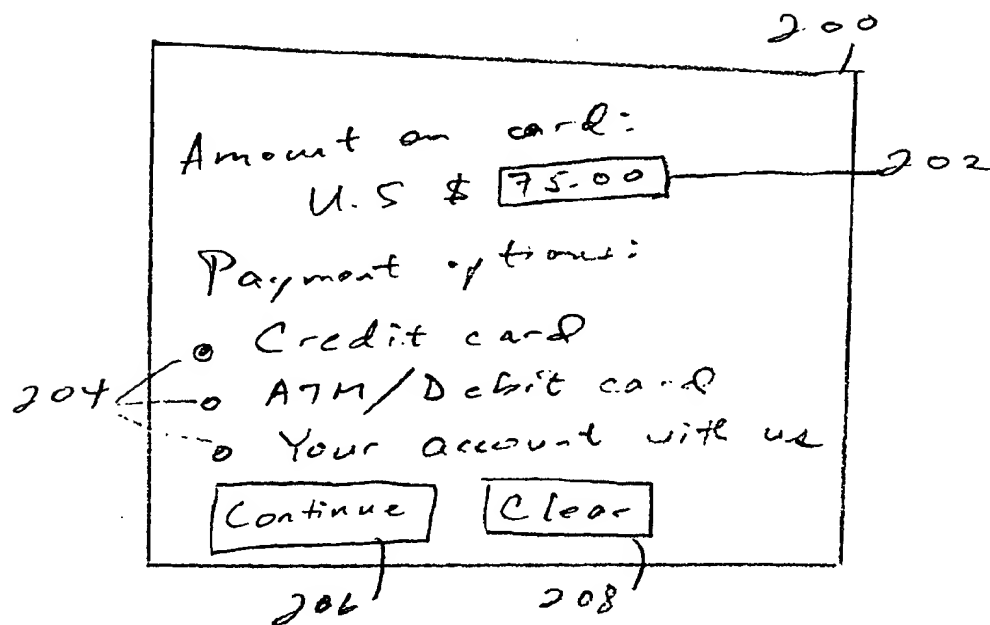 200
Amount on card:
U.S $ 75.00
202
Payment options:
Credit card
204
ATM/Debit card
Your account with us
Continue Clear
206 208